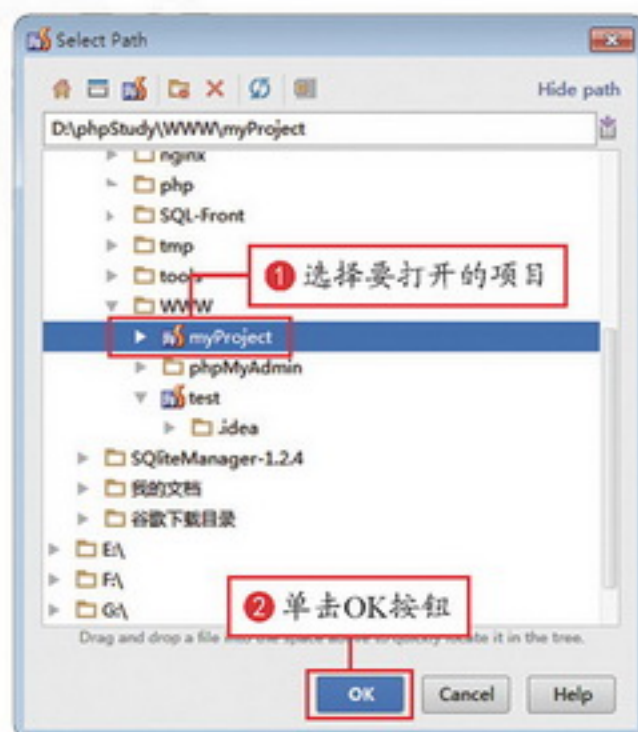 Select Path
Hide path
D:\phpStudy\WWW\myProject
nginx
php
SQL-Front
tmp
tools
❶ 选择要打开的项目
WWW
myProject
phpMyAdmin
test
.idea
SQliteManager-1.2.4
我的文档
谷歌下载目录
E:\
F:\
G:\
❷ 单击OK按钮
Drag and drop a file into the space above to quickly locate it in the tree.
OK
Cancel
Help